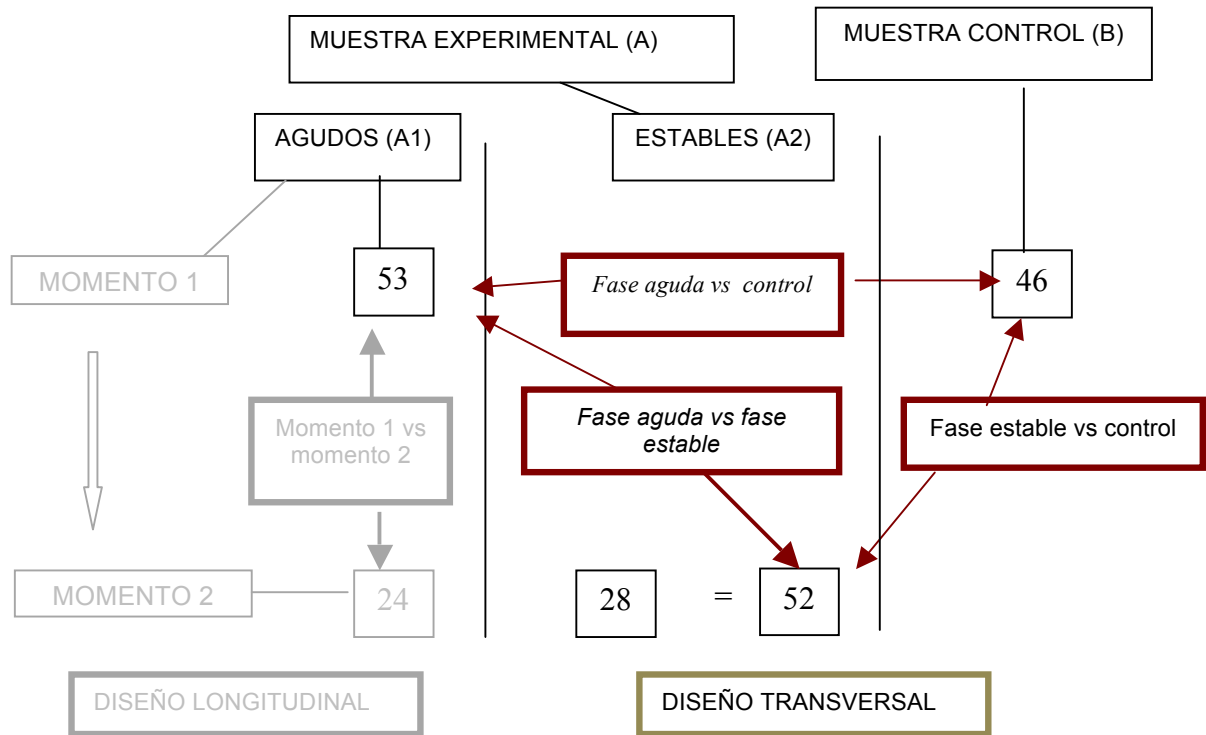 MUESTRA EXPERIMENTAL (A)
MUESTRA CONTROL (B)
AGUDOS (A1)
ESTABLES (A2)
MOMENTO 1
53
Fase aguda vs control
46
Momento 1 vs
momento 2
Fase aguda vs fase
estable
Fase estable vs control
MOMENTO 2
24
28
=
52
DISEÑO LONGITUDINAL
DISEÑO TRANSVERSAL